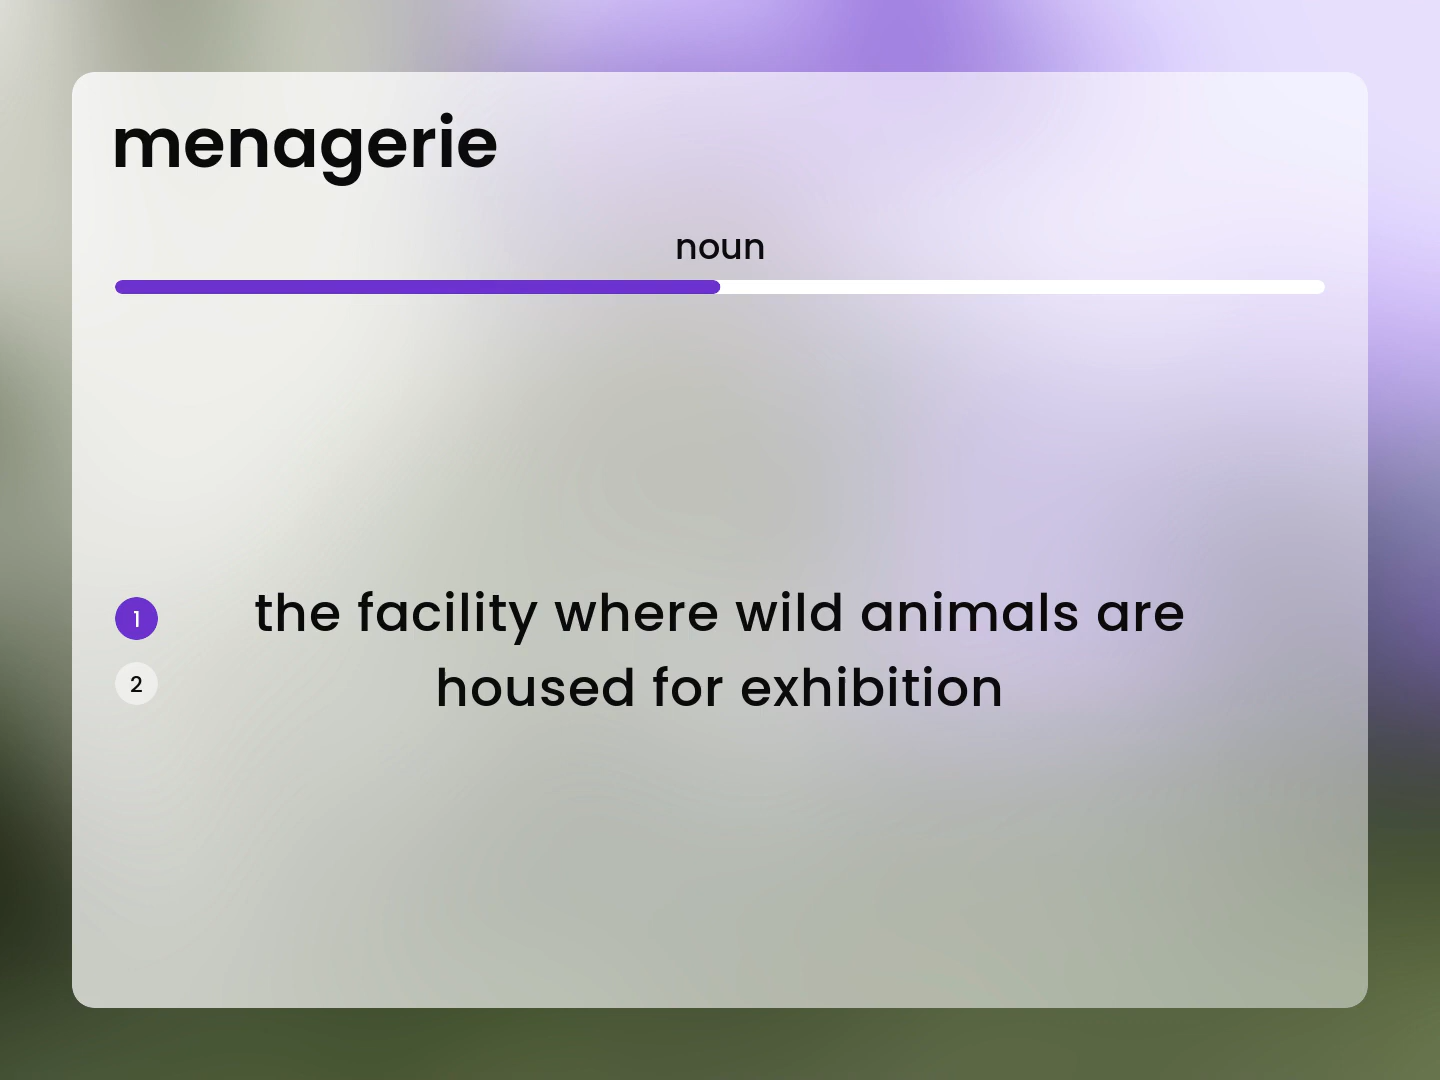 menagerie
noun
1
the facility where wild animals are
2
housed for exhibition